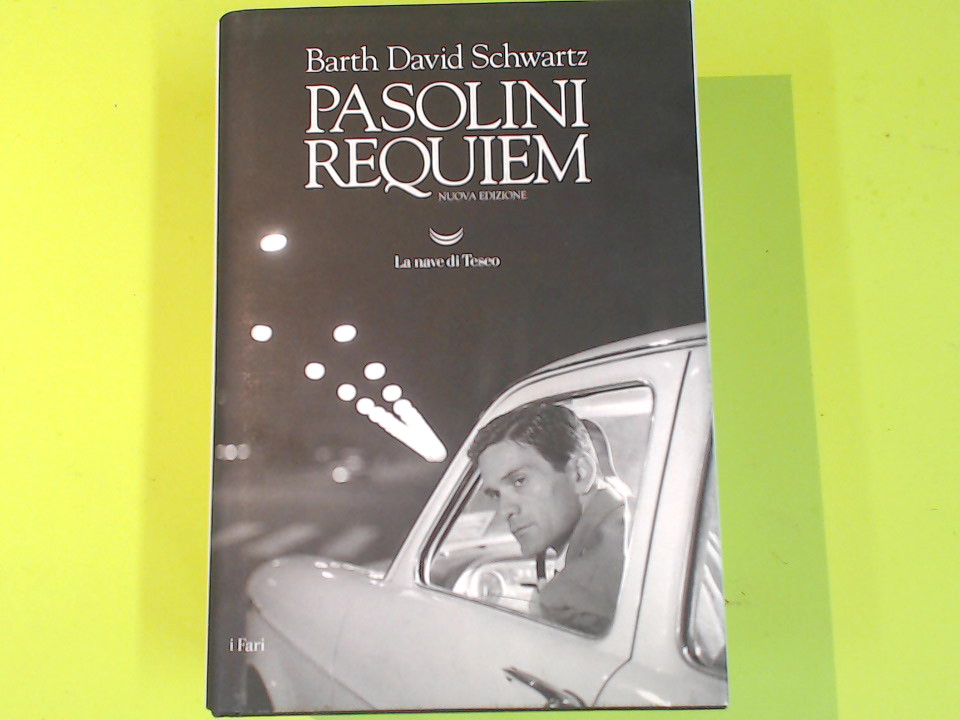 Barth David Schwartz
PASOLINI
REQUIEM
NUOVA EDIZIONE
La nave di Teseo
i Fari